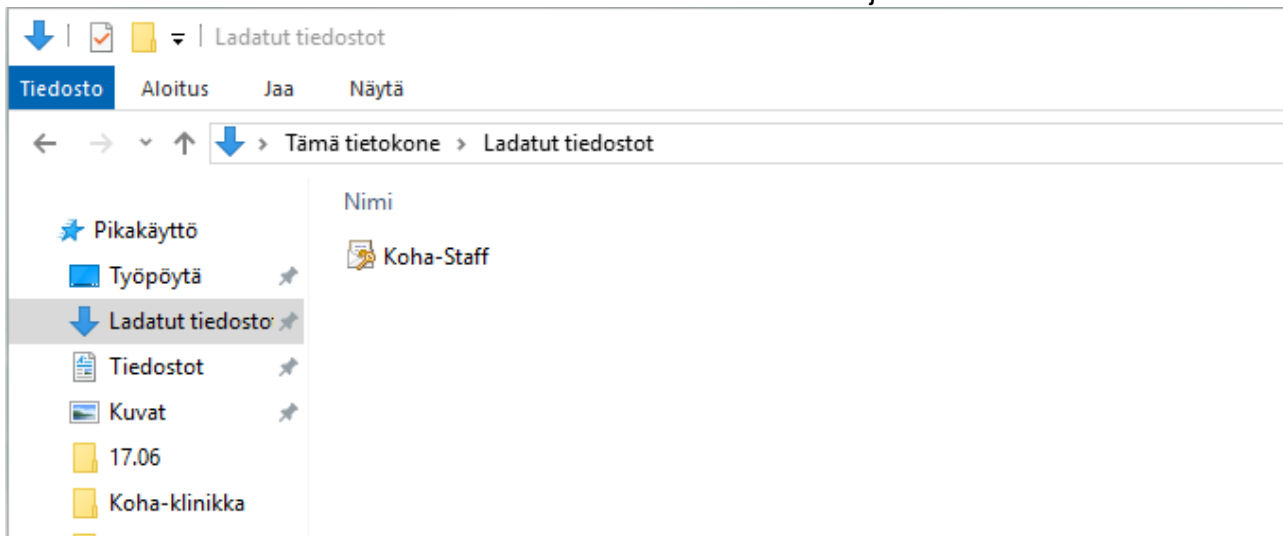 Ladatut tiedostot
Tiedosto Aloitus Jaa Näytä
Tämä tietokone > Ladatut tiedostot
Nimi
Pikakäyttö
Koha-Staff
Työpöytä
Ladatut tiedosto
Tiedostot
Kuvat
17.06
Koha-klinikka